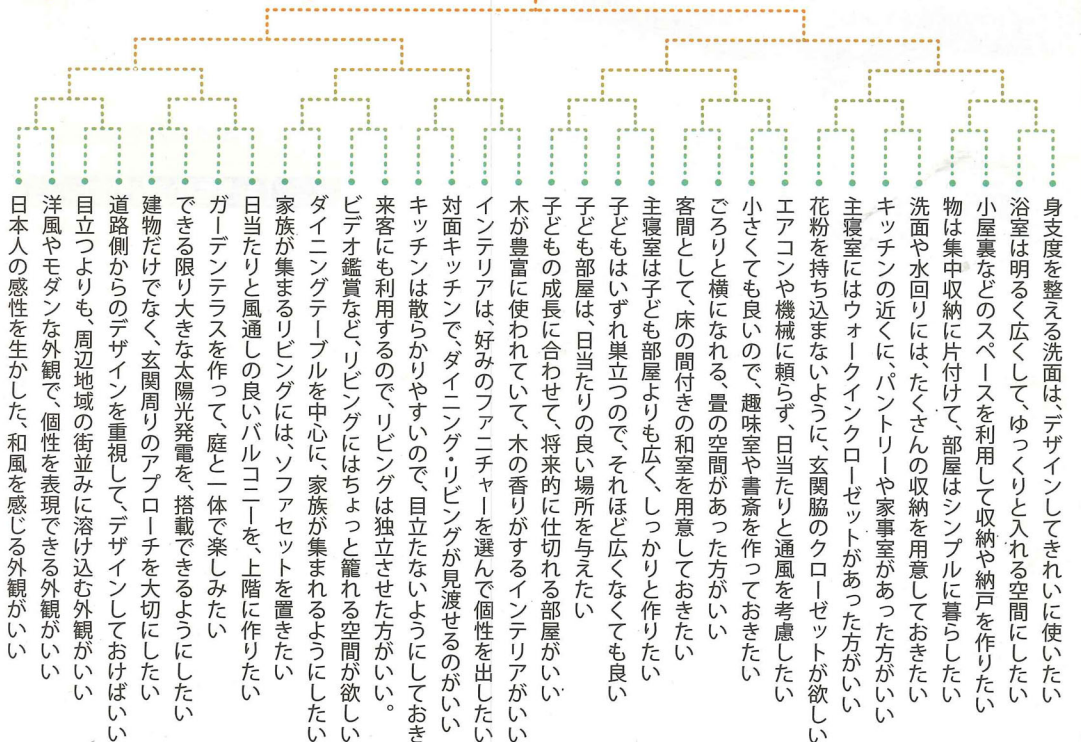 身支度を整える洗面は、デザインしてきれいに使いたい
浴室は明るく広くして、ゆっくりと入れる空間にしたい
小屋裏などのスペースを利用して収納や納戸を作りたい
物は集中収納に片付けて、部屋はシンプルに暮らしたい
洗面や水回りには、たくさんの収納を用意しておきたい
キッチンの近くに、パントリーや家事室があった方がいい
主寝室にはウォークインクローゼットがあった方がいい
花粉を持ち込まないように、玄関脇のクローゼットが欲しい
エアコンや機械に頼らず、日当たりと通風を考慮したい
小さくても良いので、趣味室や書斎を作っておきたい
ごろりと横になれる、畳の空間があった方がいい
客間として、床の間付きの和室を用意しておきたい
主寝室は子ども部屋よりも広く、しっかりと作りたい
子どもはいずれ巣立つので、それほど広くなくても良い
子ども部屋は、日当たりの良い場所を与えたい
子どもの成長に合わせて、将来的に仕切れる部屋がいい
木が豊富に使われていて、木の香りがするインテリアがいい
インテリアは、好みのファニチャーを選んで個性を出したい
対面キッチンで、ダイニング・リビングが見渡せるのがいい
キッチンは散らかりやすいので、目立たないようにしておき
来客にも利用するので、リビングは独立させた方がいい。
ビデオ鑑賞など、リビングにはちょっと籠れる空間が欲しい
ダイニングテーブルを中心に、家族が集まれるようにしたい
家族が集まるリビングには、ソファセットを置きたい
日当たりと風通しの良いバルコニーを、上階に作りたい
ガーデンテラスを作って、庭と一体で楽しみたい
できる限り大きな太陽光発電を、搭載できるようにしたい
建物だけでなく、玄関周りのアプローチを大切にしたい
道路側からのデザインを重視して、デザインしておけばいい
目立つよりも、周辺地域の街並みに溶け込む外観がいい
洋風やモダンな外観で、個性を表現できる外観がいい
日本人の感性を生かした、和風を感じる外観がいい